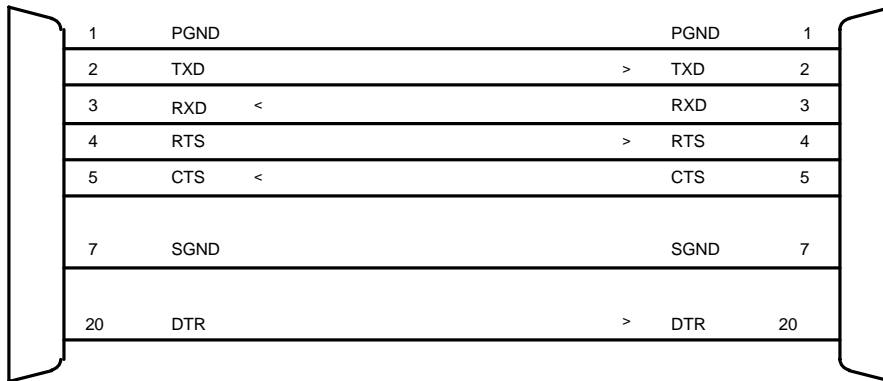 1 PGND PGND 1
2 TXD > TXD 2
3 RXD < RXD 3
4 RTS > RTS 4
5 CTS < CTS 5
7 SGND SGND 7
20 DTR > DTR 20